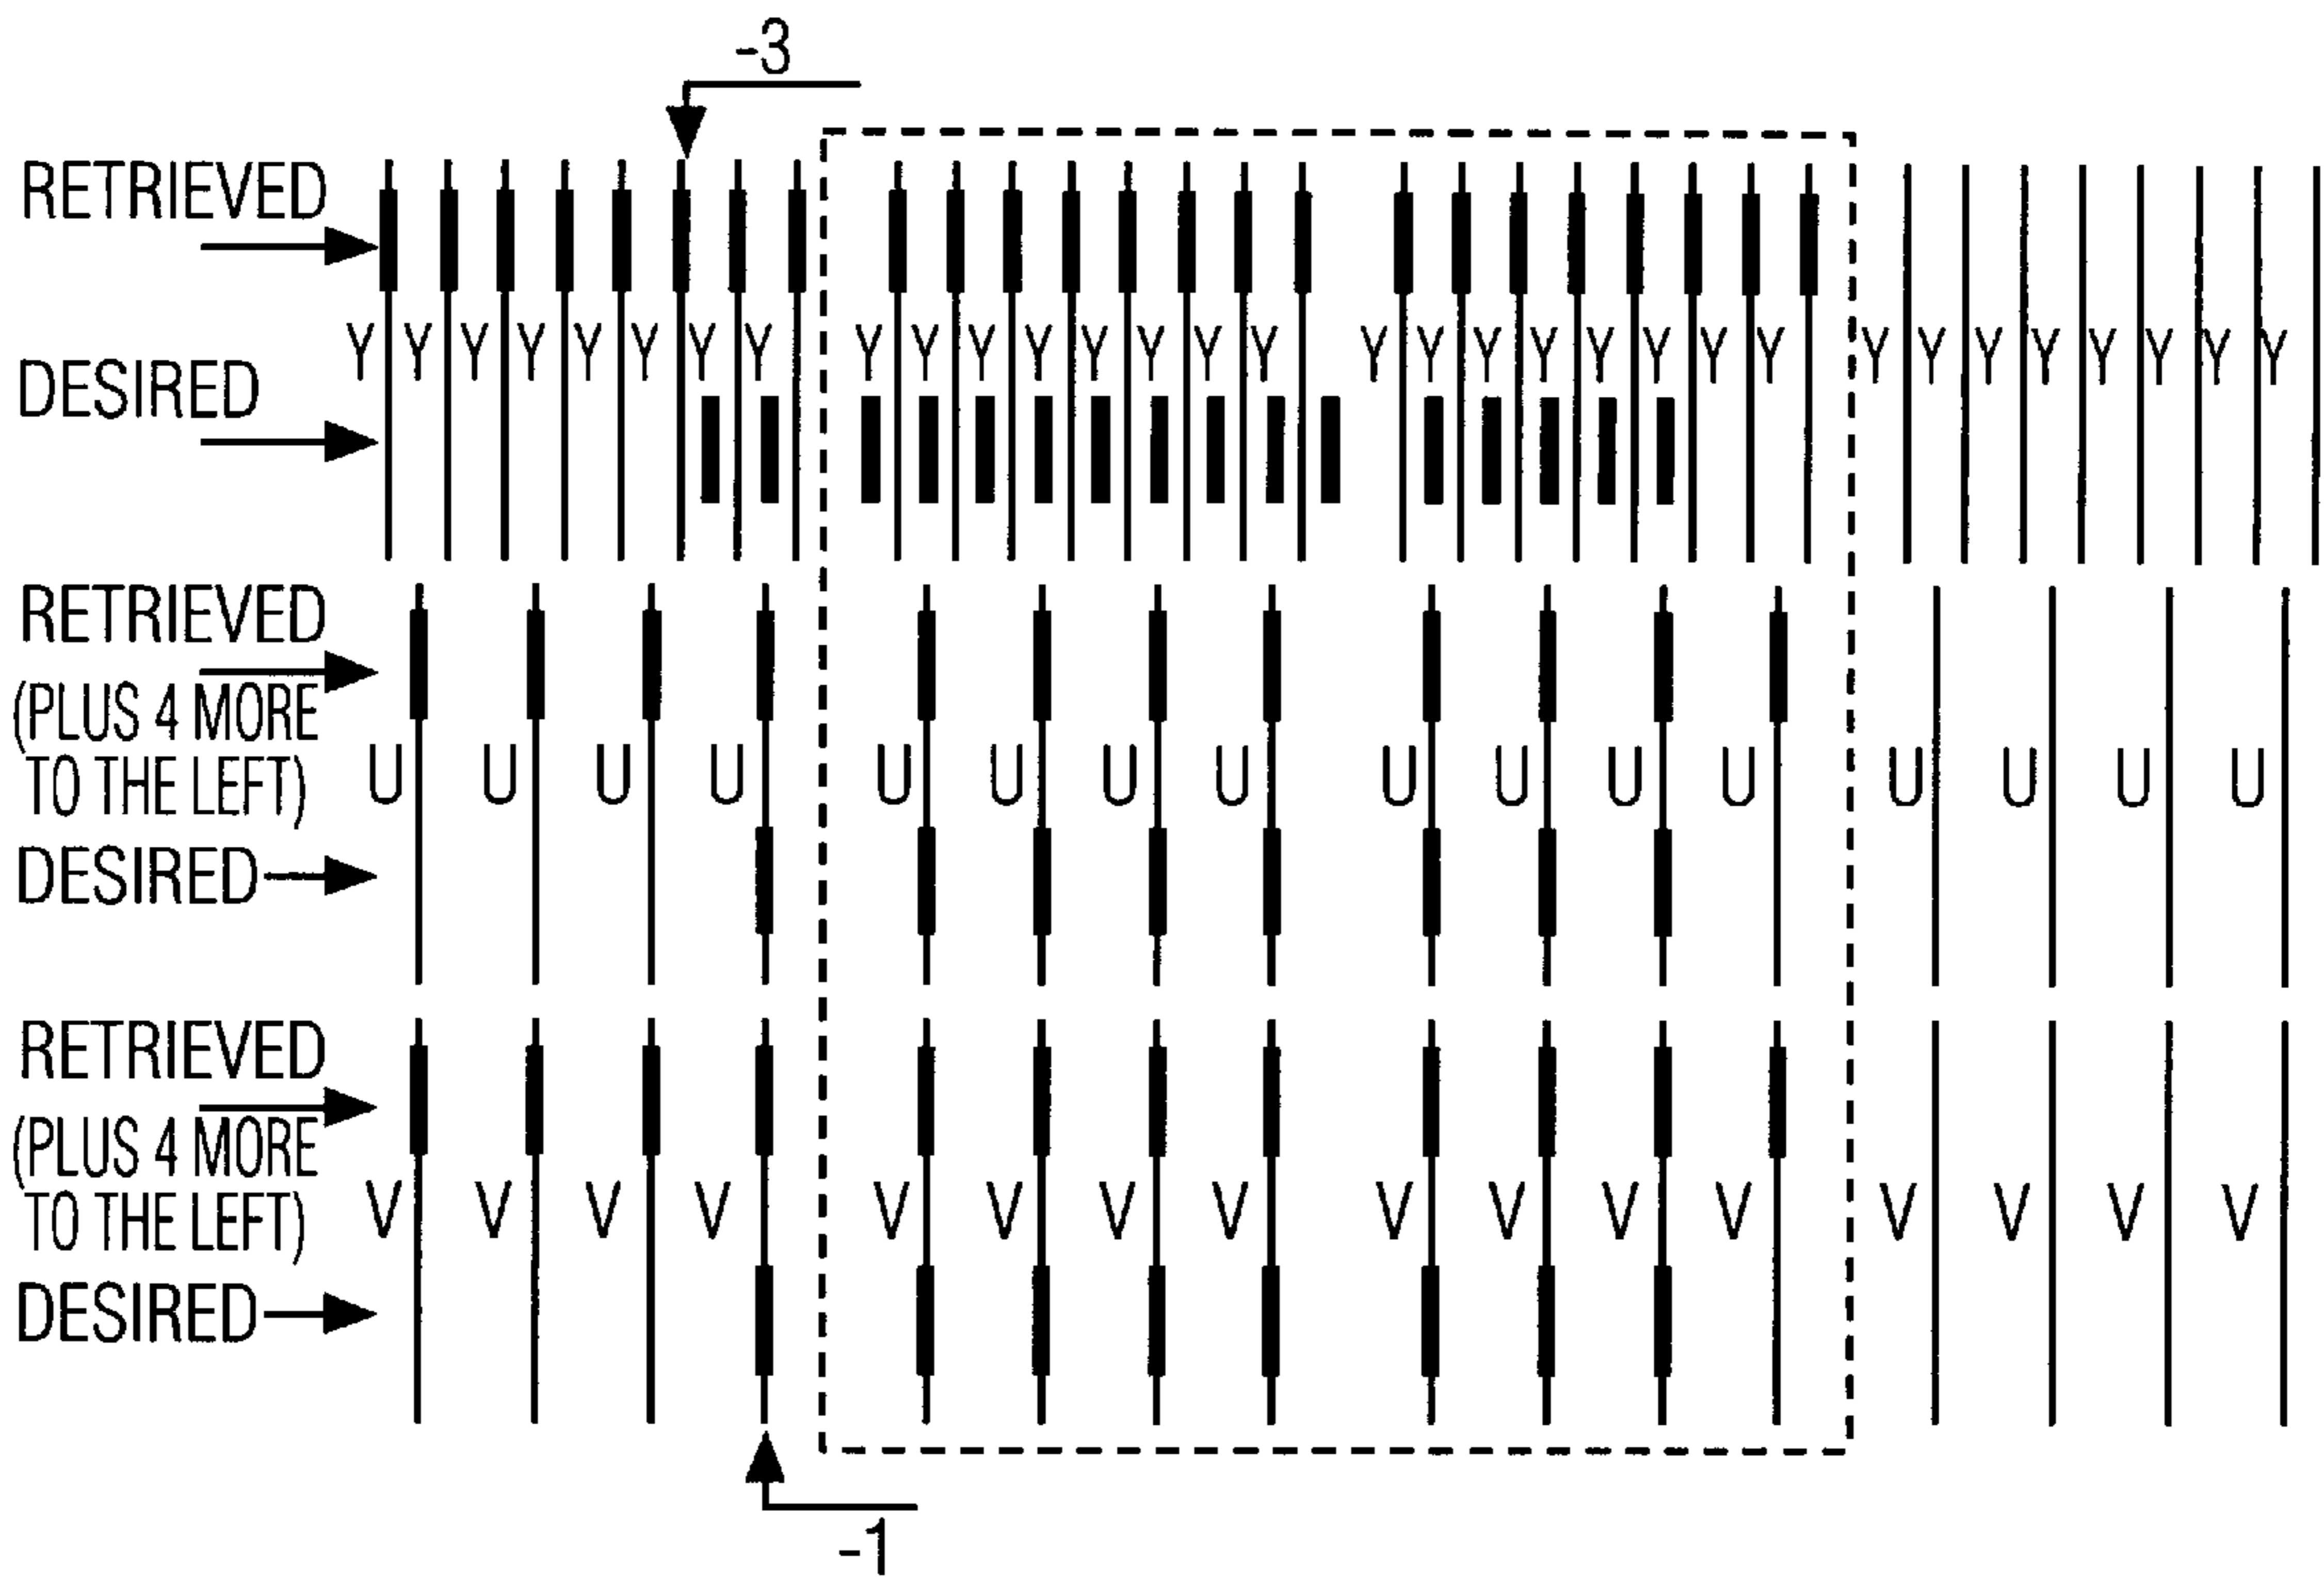 -3
RETRIEVED
Y Y Y Y Y Y Y Y Y Y Y Y Y Y Y Y Y Y Y Y Y Y Y Y Y Y Y Y Y Y Y Y
DESIRED
RETRIEVED
(PLUS 4 MORE
TO THE LEFT)
U U U U U U U U U U U U U U U U
DESIRED
RETRIEVED
(PLUS 4 MORE
TO THE LEFT)
V V V V V V V V V V V V V V V V
DESIRED
-1